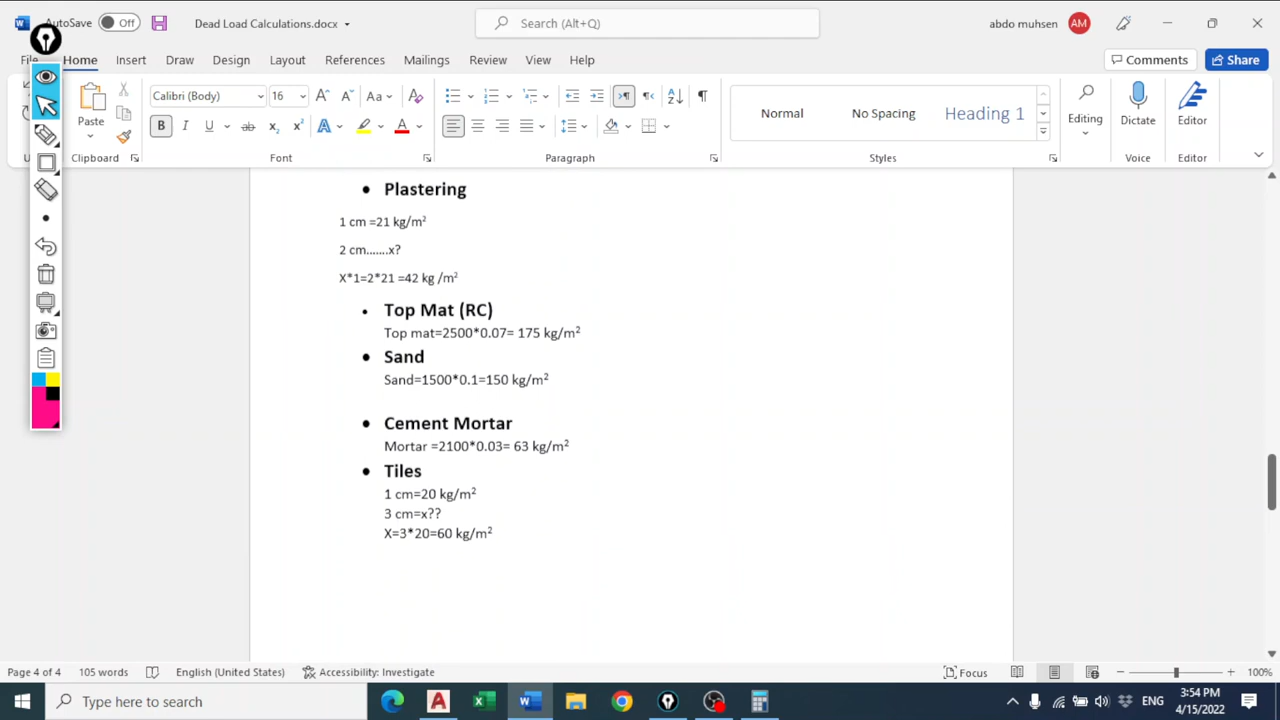 AutoSave
Off
Dead Load Calculations.docx
Search (Alt+Q)
abdo muhsen
AM
File
Home
Insert
Draw
Design
Layout
References
Mailings
Review
View
Help
Comments
Share
Paste
Calibri (Body)
16
Normal
No Spacing
Heading 1
Editing
Dictate
Editor
Clipboard
Font
Paragraph
Styles
Voice
Editor
• Plastering
1 cm =21 kg/m²
2 cm.......x?
X*1=2*21 =42 kg /m²
• Top Mat (RC)
Top mat=2500*0.07= 175 kg/m²
• Sand
Sand=1500*0.1=150 kg/m²
• Cement Mortar
Mortar =2100*0.03= 63 kg/m²
• Tiles
1 cm=20 kg/m²
3 cm=x??
X=3*20=60 kg/m²
Page 4 of 4
105 words
English (United States)
Accessibility: Investigate
Focus
100%
Type here to search
ENG
3:54 PM
4/15/2022